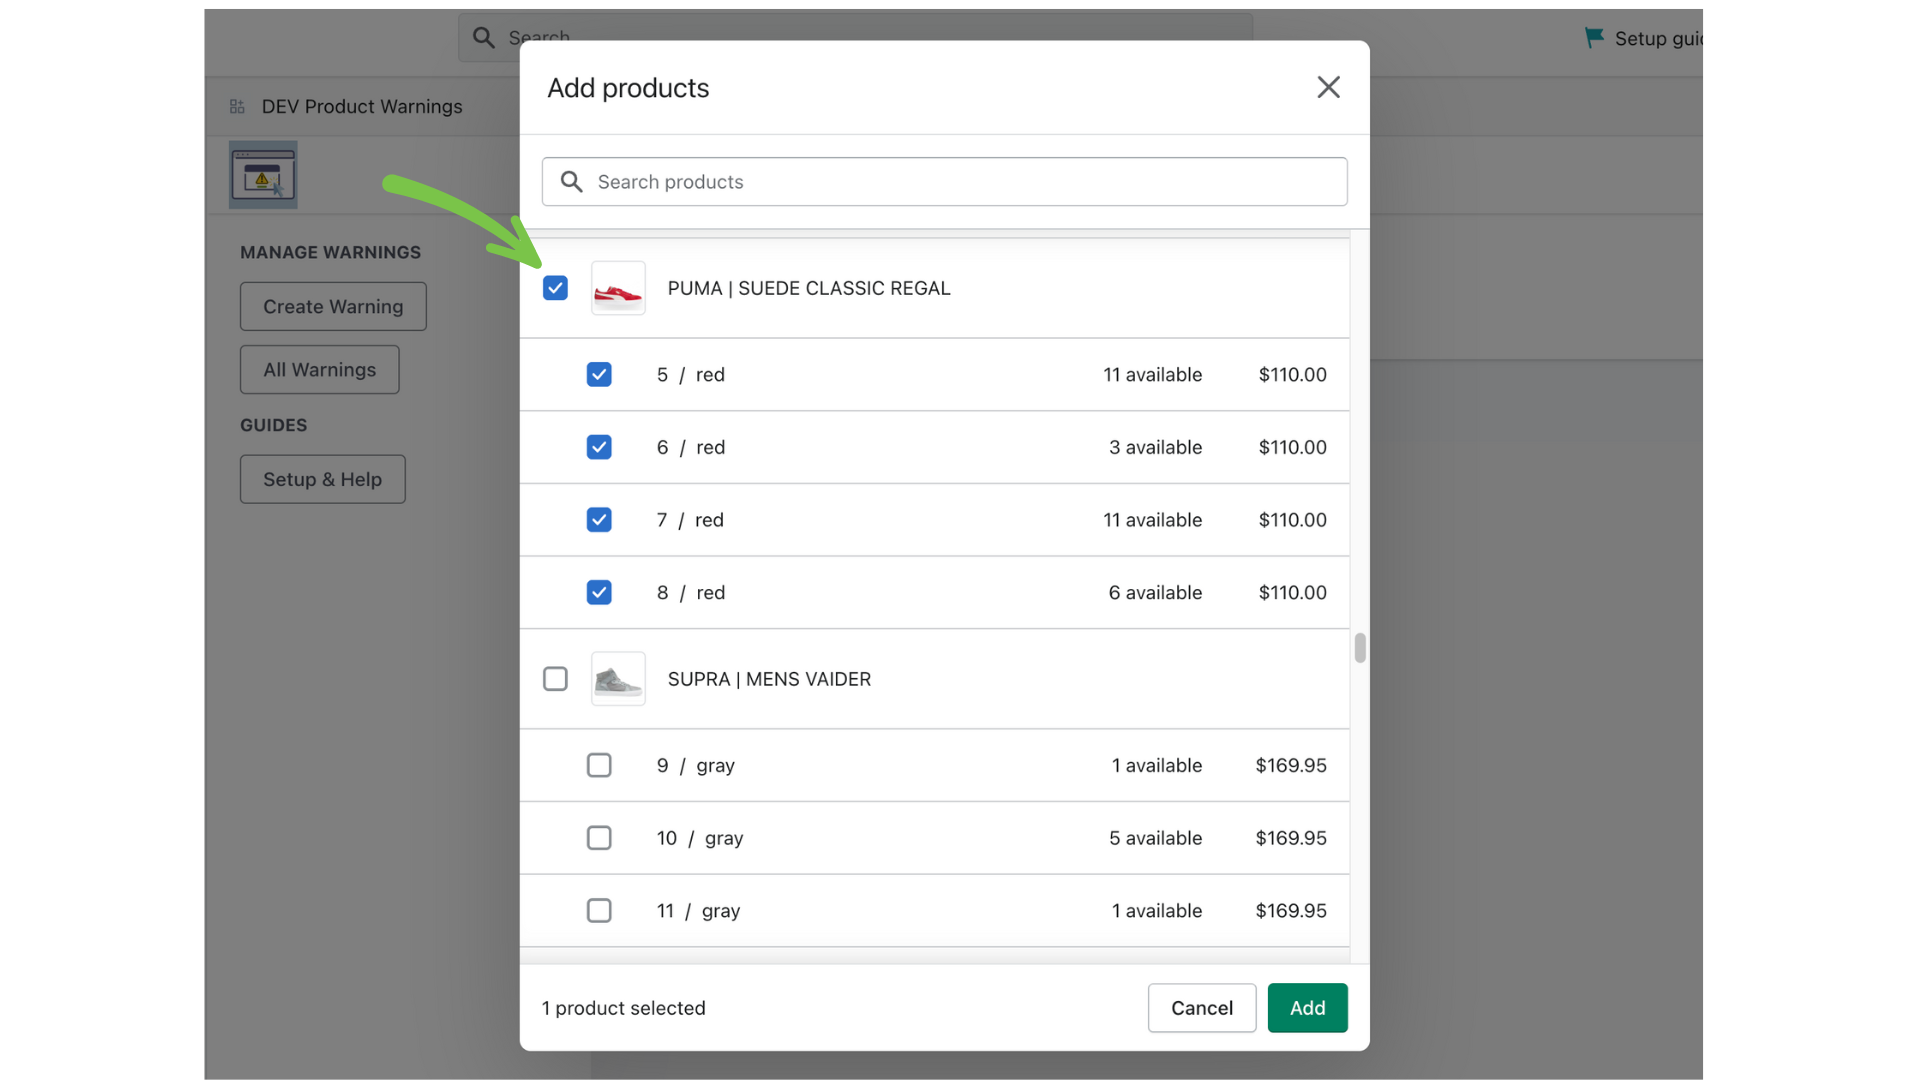 Search
Setup gui
DEV Product Warnings
MANAGE WARNINGS
Create Warning
All Warnings
GUIDES
Setup & Help
Add products
Search products
PUMA | SUEDE CLASSIC REGAL
5 / red 11 available $110.00
6 / red 3 available $110.00
7 / red 11 available $110.00
8 / red 6 available $110.00
SUPRA | MENS VAIDER
9 / gray 1 available $169.95
10 / gray 5 available $169.95
11 / gray 1 available $169.95
1 product selected
Cancel
Add